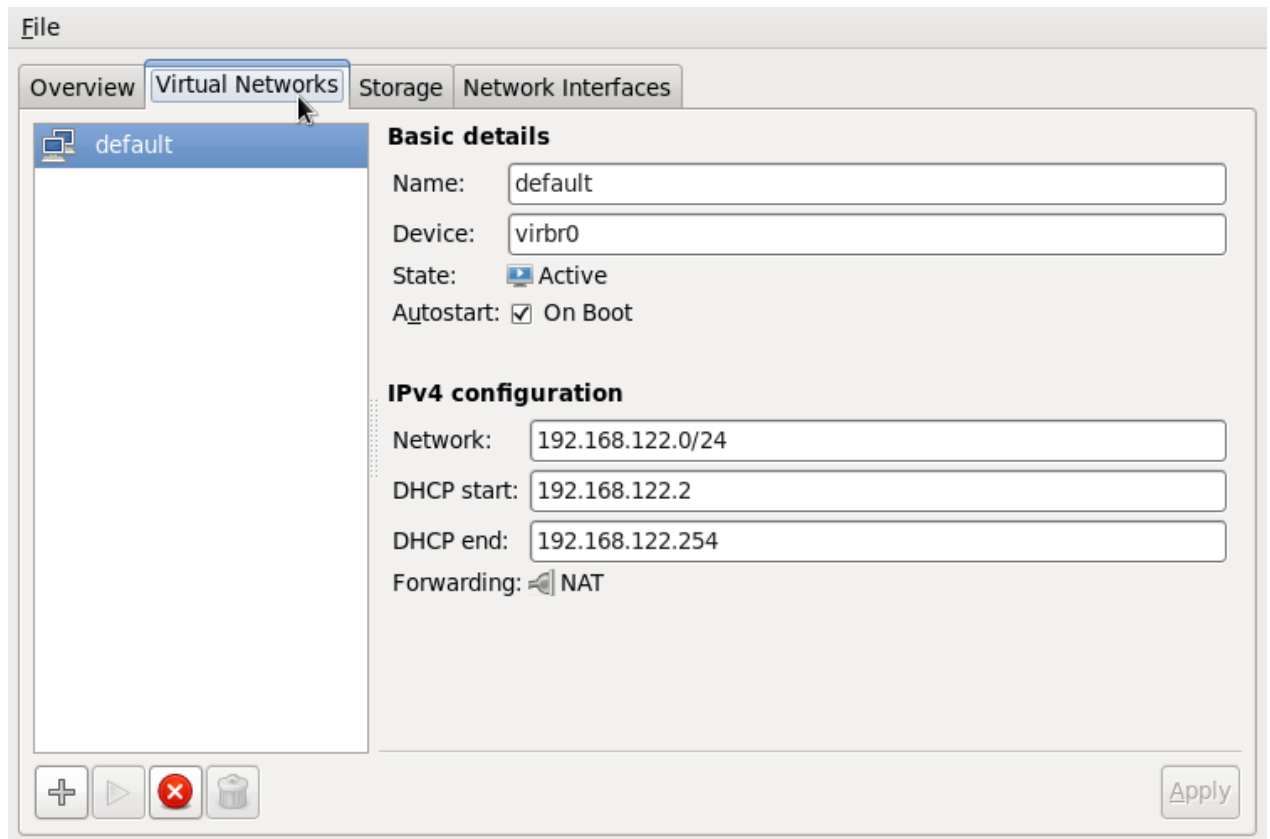 File
Overview Virtual Networks Storage Network Interfaces
default
Basic details
Name: default
Device: virbr0
State: Active
Autostart: On Boot
IPv4 configuration
Network: 192.168.122.0/24
DHCP start: 192.168.122.2
DHCP end: 192.168.122.254
Forwarding: NAT
Apply